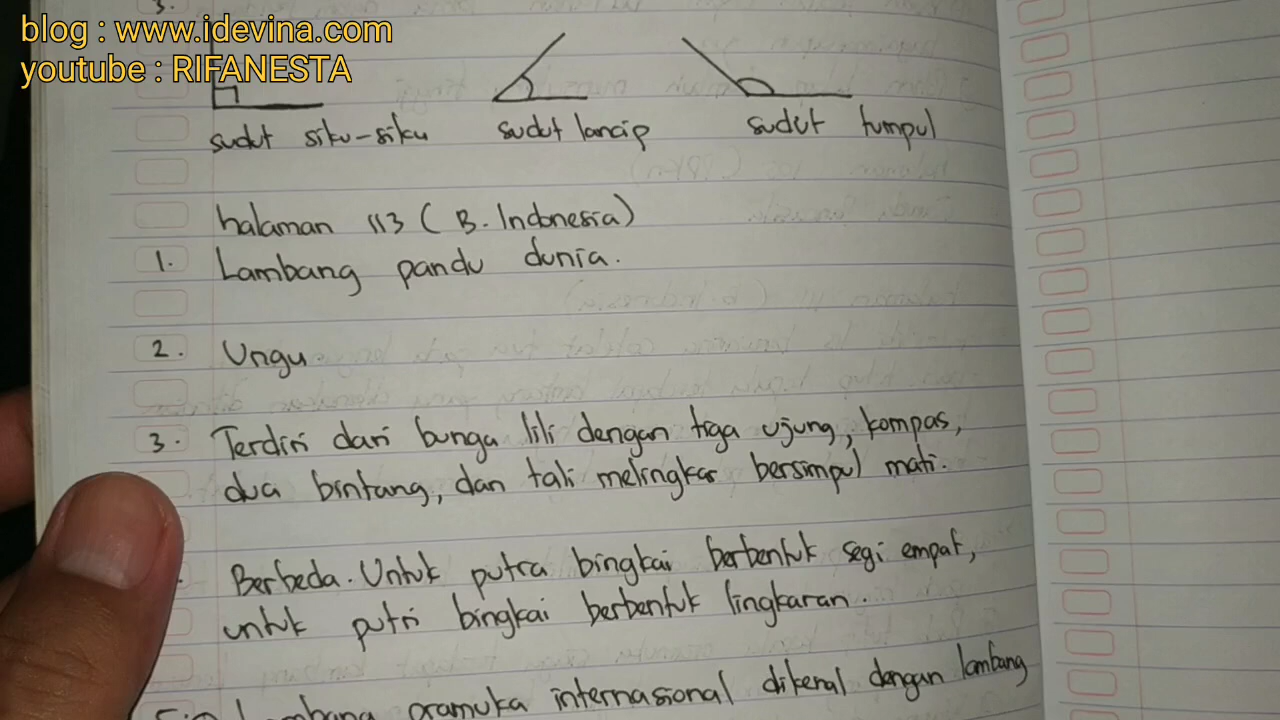 3.
blog : www.idevina.com
youtube : RIFANESTA
sudut siku-siku sudut lancip sudut tumpul
halaman 113 ( B. Indonesia)
1. Lambang pandu dunia.
2. Ungu
3. Terdiri dari bunga lili dengan tiga ujung, kompas,
dua bintang, dan tali melingkar bersimpul mati.
Berbeda. Untuk putra bingkai berbentuk segi empat,
untuk putri bingkai berbentuk lingkaran.
pramuka internasional dikenal dengan lambang